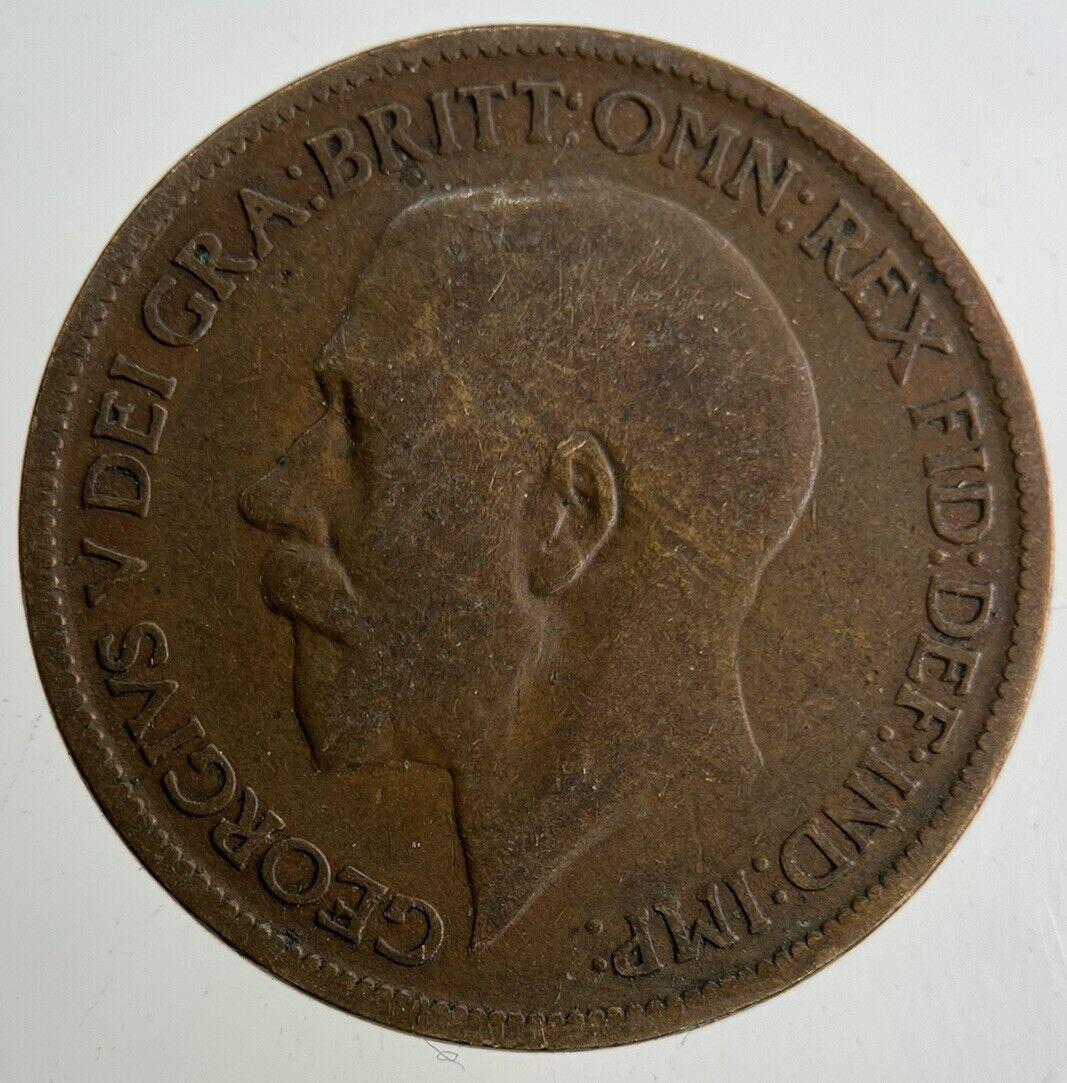 GEORGIVS V DEI GRA: BRITT: OMN: REX FID: DEF: IND: IMP: